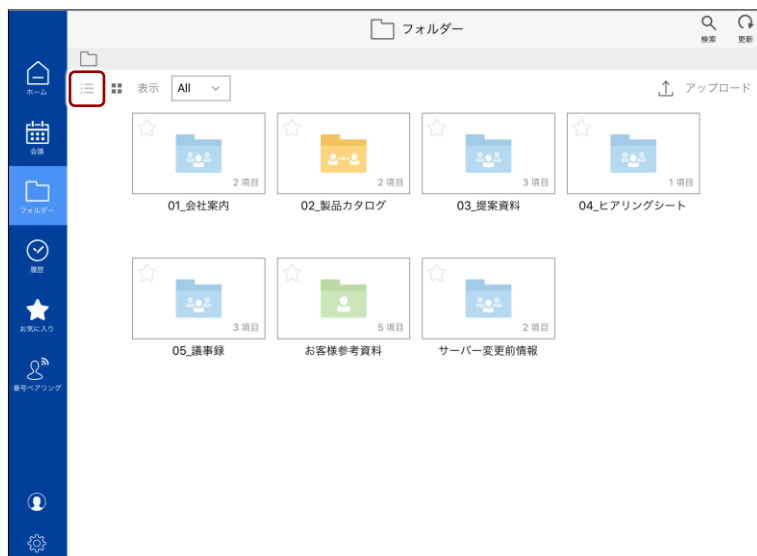 フォルダー
検索
更新
ホーム
表示
All
アップロード
会議
2 項目
2 項目
3 項目
1 項目
01_会社案内
02_製品カタログ
03_提案資料
04_ヒアリングシート
フォルダー
履歴
3 項目
5 項目
2 項目
お気に入り
05_議事録
お客様参考資料
サーバー変更前情報
番号ペアリング